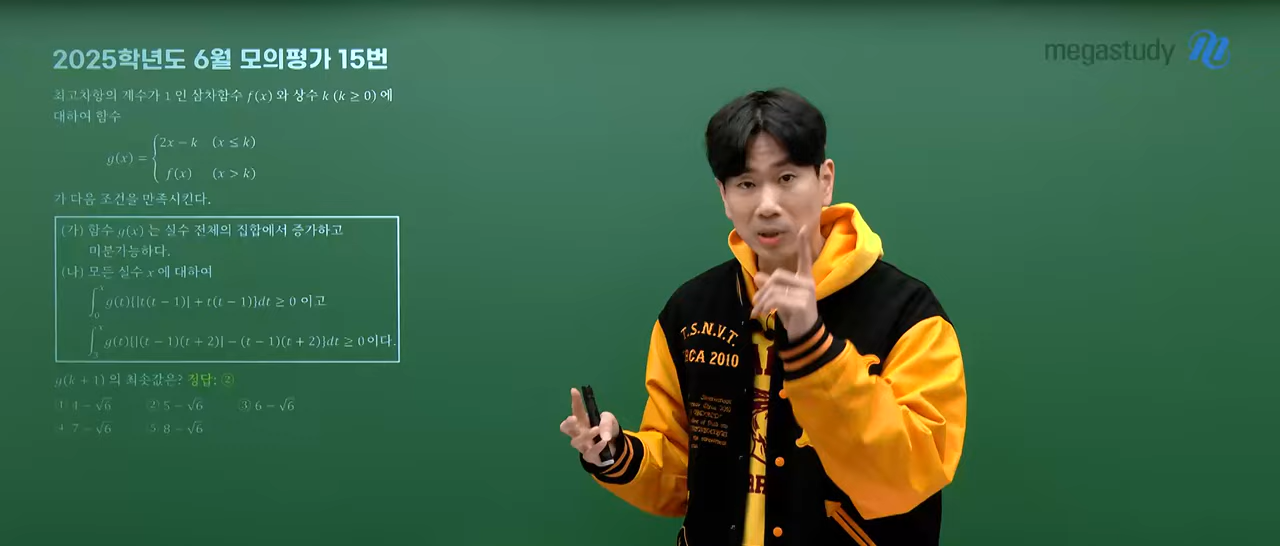 2025학년도 6월 모의평가 15번
megastudy
최고차항의 계수가 1 인 삼차함수 f(x) 와 상수 k (k ≥ 0) 에
대하여 함수
g(x) = { 2x − k (x ≤ k)
f(x) (x > k)
가 다음 조건을 만족시킨다.
(가) 함수 g(x) 는 실수 전체의 집합에서 증가하고
미분가능하다.
(나) 모든 실수 x 에 대하여
∫₀ˣ g(t){|t(t − 1)| + t(t − 1)}dt ≥ 0 이고
∫₃ˣ g(t){|(t − 1)(t + 2)| − (t − 1)(t + 2)}dt ≥ 0 이다.
g(k + 1) 의 최솟값은? 정답: ②
① 4 − √6 ② 5 − √6 ③ 6 − √6
④ 7 − √6 ⑤ 8 − √6
T.S.N.V.T.
2010